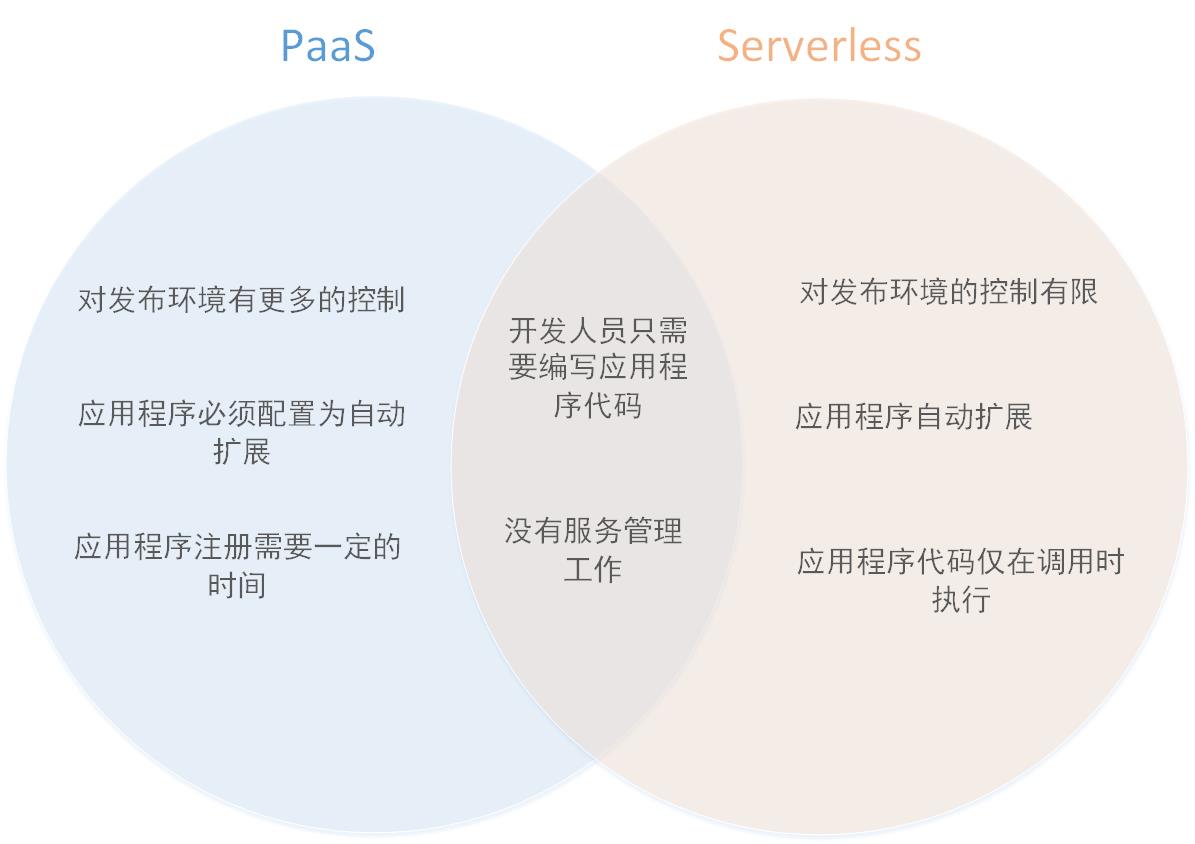 PaaS
Serverless
对发布环境有更多的控制
应用程序必须配置为自动
扩展
应用程序注册需要一定的
时间
开发人员只需
要编写应用程
序代码
没有服务管理
工作
对发布环境的控制有限
应用程序自动扩展
应用程序代码仅在调用时
执行